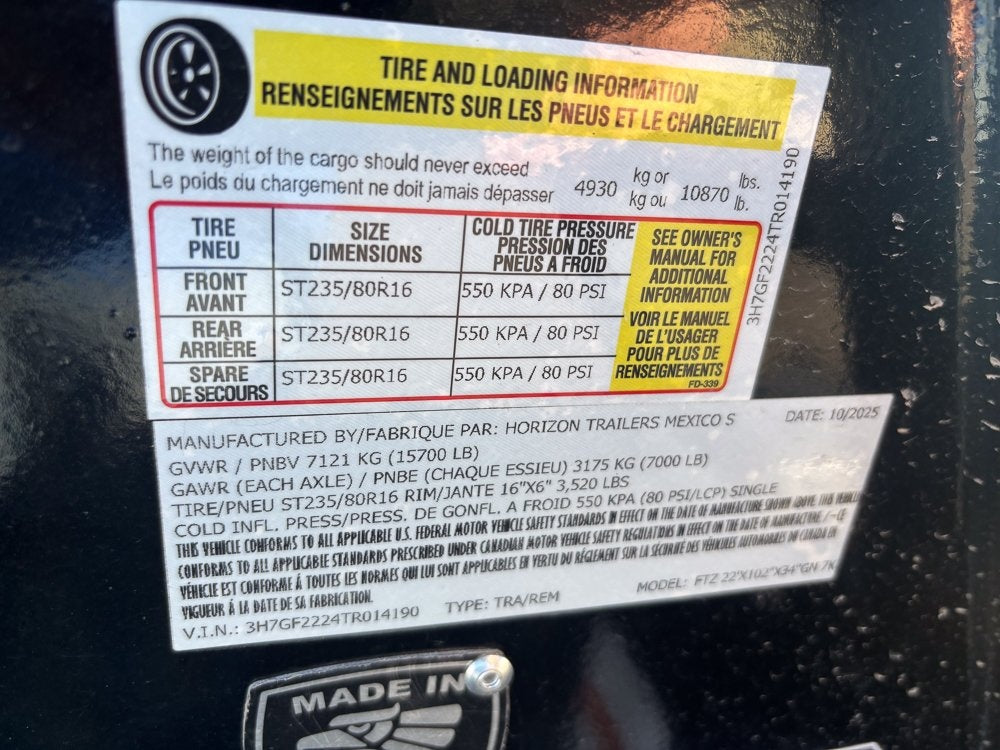 TIRE AND LOADING INFORMATION
RENSEIGNEMENTS SUR LES PNEUS ET LE CHARGEMENT
The weight of the cargo should never exceed
Le poids du chargement ne doit jamais dépasser
4930 kg or kg ou 10870 lbs. lb.
TIRE PNEU
SIZE DIMENSIONS
COLD TIRE PRESSURE PRESSION DES PNEUS A FROID
FRONT AVANT ST235/80R16 550 KPA / 80 PSI
REAR ARRIÈRE ST235/80R16 550 KPA / 80 PSI
SPARE DE SECOURS ST235/80R16 550 KPA / 80 PSI
SEE OWNER'S
MANUAL FOR
ADDITIONAL
INFORMATION
VOIR LE MANUEL
DE L'USAGER
POUR PLUS DE
RENSEIGNEMENTS
FD-339
3H7GF2224TR014190
MANUFACTURED BY/FABRIQUE PAR: HORIZON TRAILERS MEXICO S DATE: 10/2025
GVWR / PNBV 7121 KG (15700 LB)
GAWR (EACH AXLE) / PNBE (CHAQUE ESSIEU) 3175 KG (7000 LB)
TIRE/PNEU ST235/80R16 RIM/JANTE 16"X6" 3,520 LBS
COLD INFL. PRESS/PRESS. DE GONFL. A FROID 550 KPA (80 PSI/LCP) SINGLE
THIS VEHICLE CONFORMS TO ALL APPLICABLE U.S. FEDERAL MOTOR VEHICLE SAFETY STANDARDS IN EFFECT ON THE DATE OF MANUFACTURE SHOWN ABOVE. THIS VEHICLE
CONFORMS TO ALL APPLICABLE STANDARDS PRESCRIBED UNDER CANADIAN MOTOR VEHICLE SAFETY REGULATIONS IN EFFECT ON THE DATE OF MANUFACTURE. /–CE
VÉHICLE EST CONFORME À TOUTES LES NORMES QUI LUI SONT APPLICABLES EN VERTU DU RÈGLEMENT SUR LA SÉCURITÉ DES VÉHICULES AUTOMOBILES DU CANADA EN
VIGUEUR À LA DATE DE SA FABRICATION.
V.I.N.: 3H7GF2224TR014190 TYPE: TRA/REM MODEL: FTZ 22'X102"X34"GN 7K
MADE IN